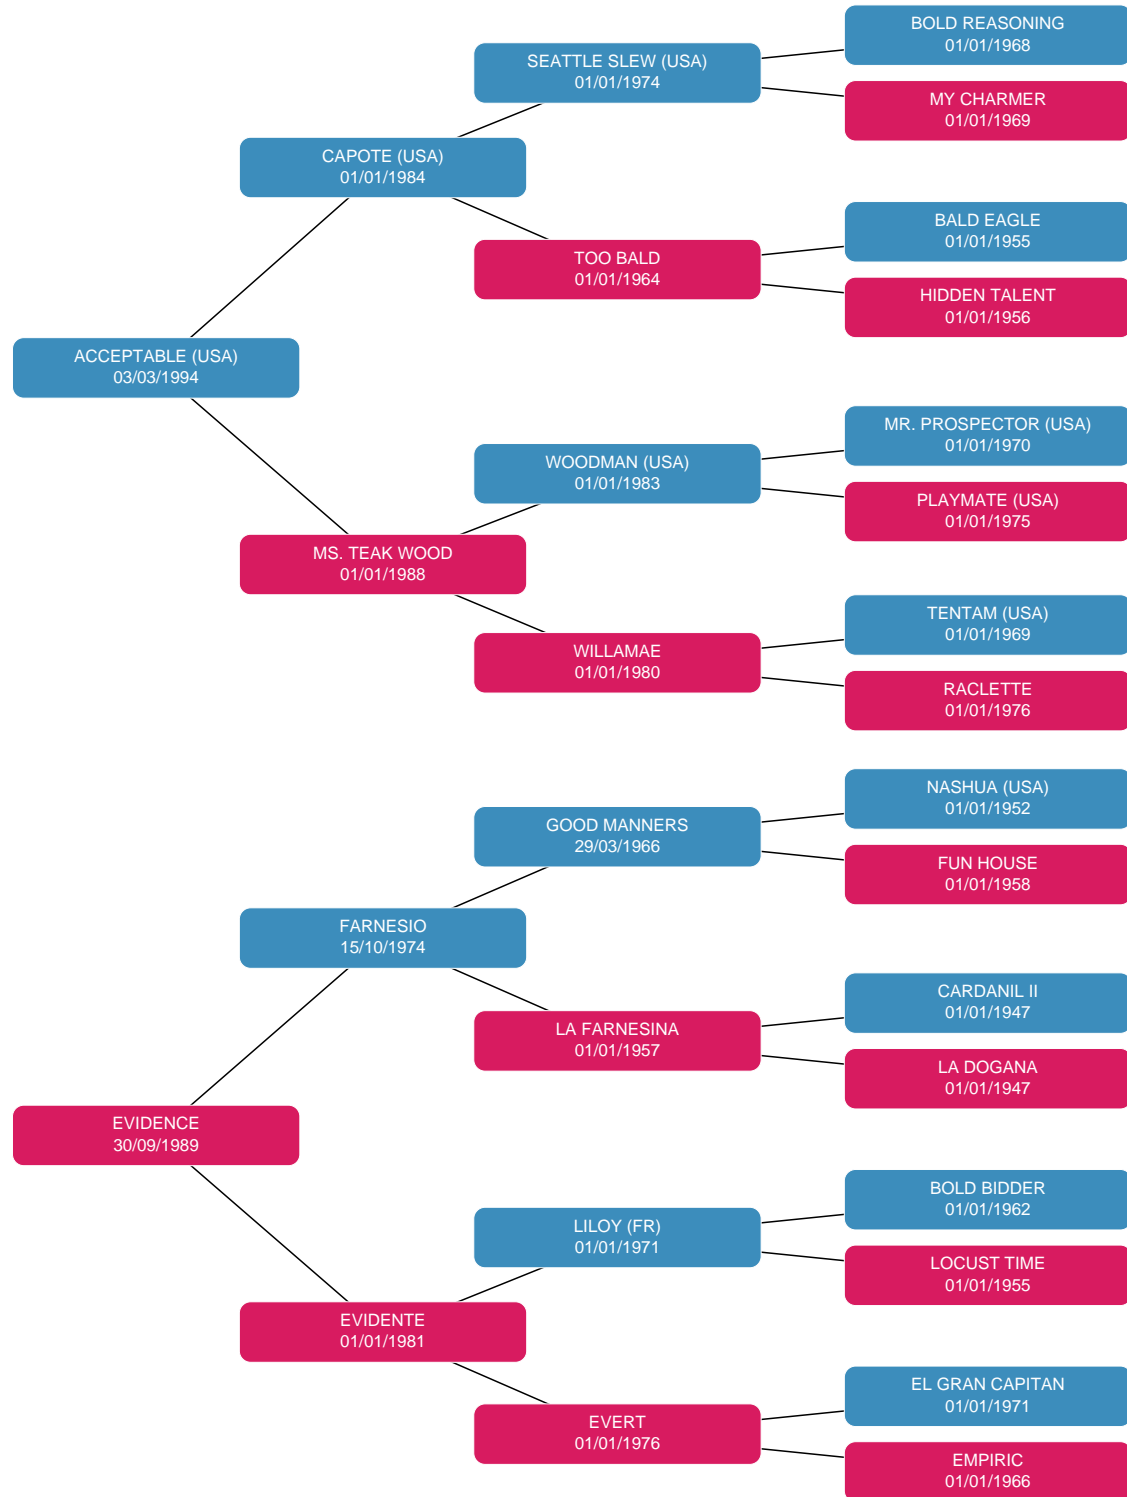 BOLD REASONING
01/01/1968
SEATTLE SLEW (USA)
01/01/1974
MY CHARMER
01/01/1969
CAPOTE (USA)
01/01/1984
BALD EAGLE
01/01/1955
TOO BALD
01/01/1964
HIDDEN TALENT
01/01/1956
ACCEPTABLE (USA)
03/03/1994
MR. PROSPECTOR (USA)
01/01/1970
WOODMAN (USA)
01/01/1983
PLAYMATE (USA)
01/01/1975
MS. TEAK WOOD
01/01/1988
TENTAM (USA)
01/01/1969
WILLAMAE
01/01/1980
RACLETTE
01/01/1976
NASHUA (USA)
01/01/1952
GOOD MANNERS
29/03/1966
FUN HOUSE
01/01/1958
FARNESIO
15/10/1974
CARDANIL II
01/01/1947
LA FARNESINA
01/01/1957
LA DOGANA
01/01/1947
EVIDENCE
30/09/1989
BOLD BIDDER
01/01/1962
LILOY (FR)
01/01/1971
LOCUST TIME
01/01/1955
EVIDENTE
01/01/1981
EL GRAN CAPITAN
01/01/1971
EVERT
01/01/1976
EMPIRIC
01/01/1966